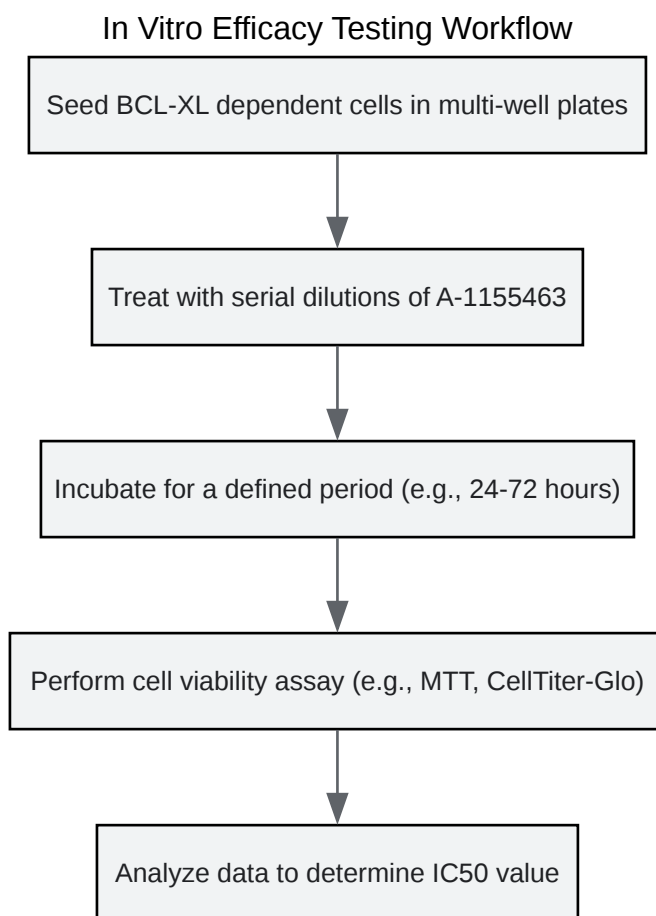 In Vitro Efficacy Testing Workflow
Seed BCL-XL dependent cells in multi-well plates
Treat with serial dilutions of A-1155463
Incubate for a defined period (e.g., 24-72 hours)
Perform cell viability assay (e.g., MTT, CellTiter-Glo)
Analyze data to determine IC50 value